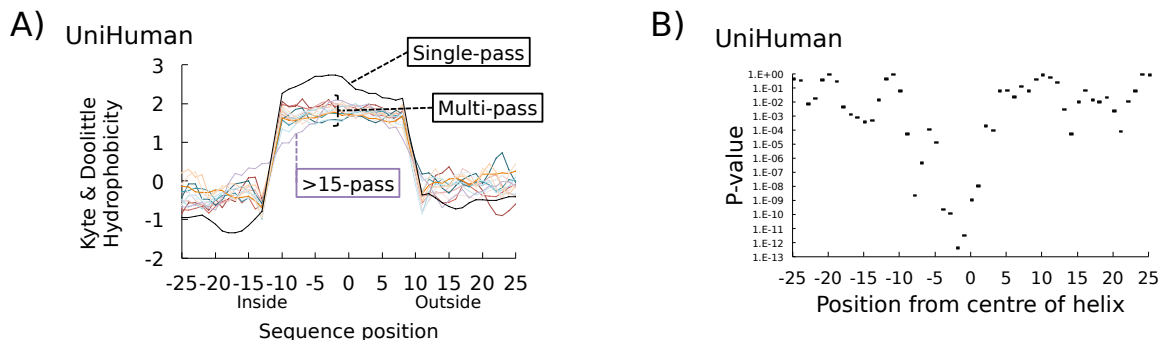 A)
UniHuman
Single-pass
Multi-pass
>15-pass
Kyte & Doolittle
Hydrophobicity
3
2
1
0
-1
-2
-25 -20 -15 -10 -5 0 5 10 15 20 25
Inside Outside
Sequence position
B)
UniHuman
P-value
1.E+00
1.E-01
1.E-02
1.E-03
1.E-04
1.E-05
1.E-06
1.E-07
1.E-08
1.E-09
1.E-10
1.E-11
1.E-12
1.E-13
-25 -20 -15 -10 -5 0 5 10 15 20 25
Position from centre of helix